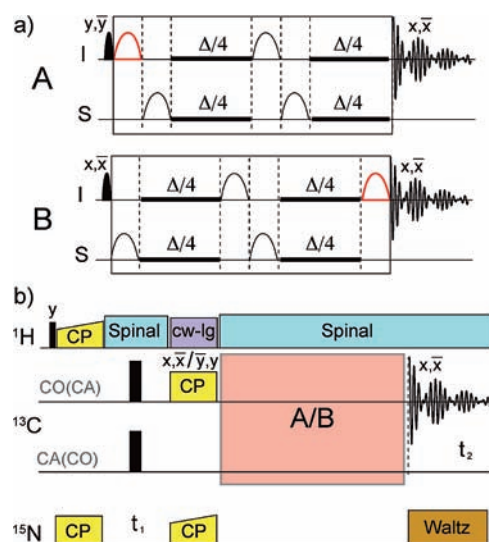 a)
y,ȳ
x,x̄
I
Δ/4
Δ/4
A
S
Δ/4
Δ/4
x,x̄
x,x̄
I
Δ/4
Δ/4
B
S
Δ/4
Δ/4
b)
y
¹H
CP
Spinal
cw-lg
Spinal
x,x̄/ȳ,y
x,x̄
CO(CA)
CP
¹³C
A/B
CA(CO)
t₂
¹⁵N
CP
t₁
CP
Waltz